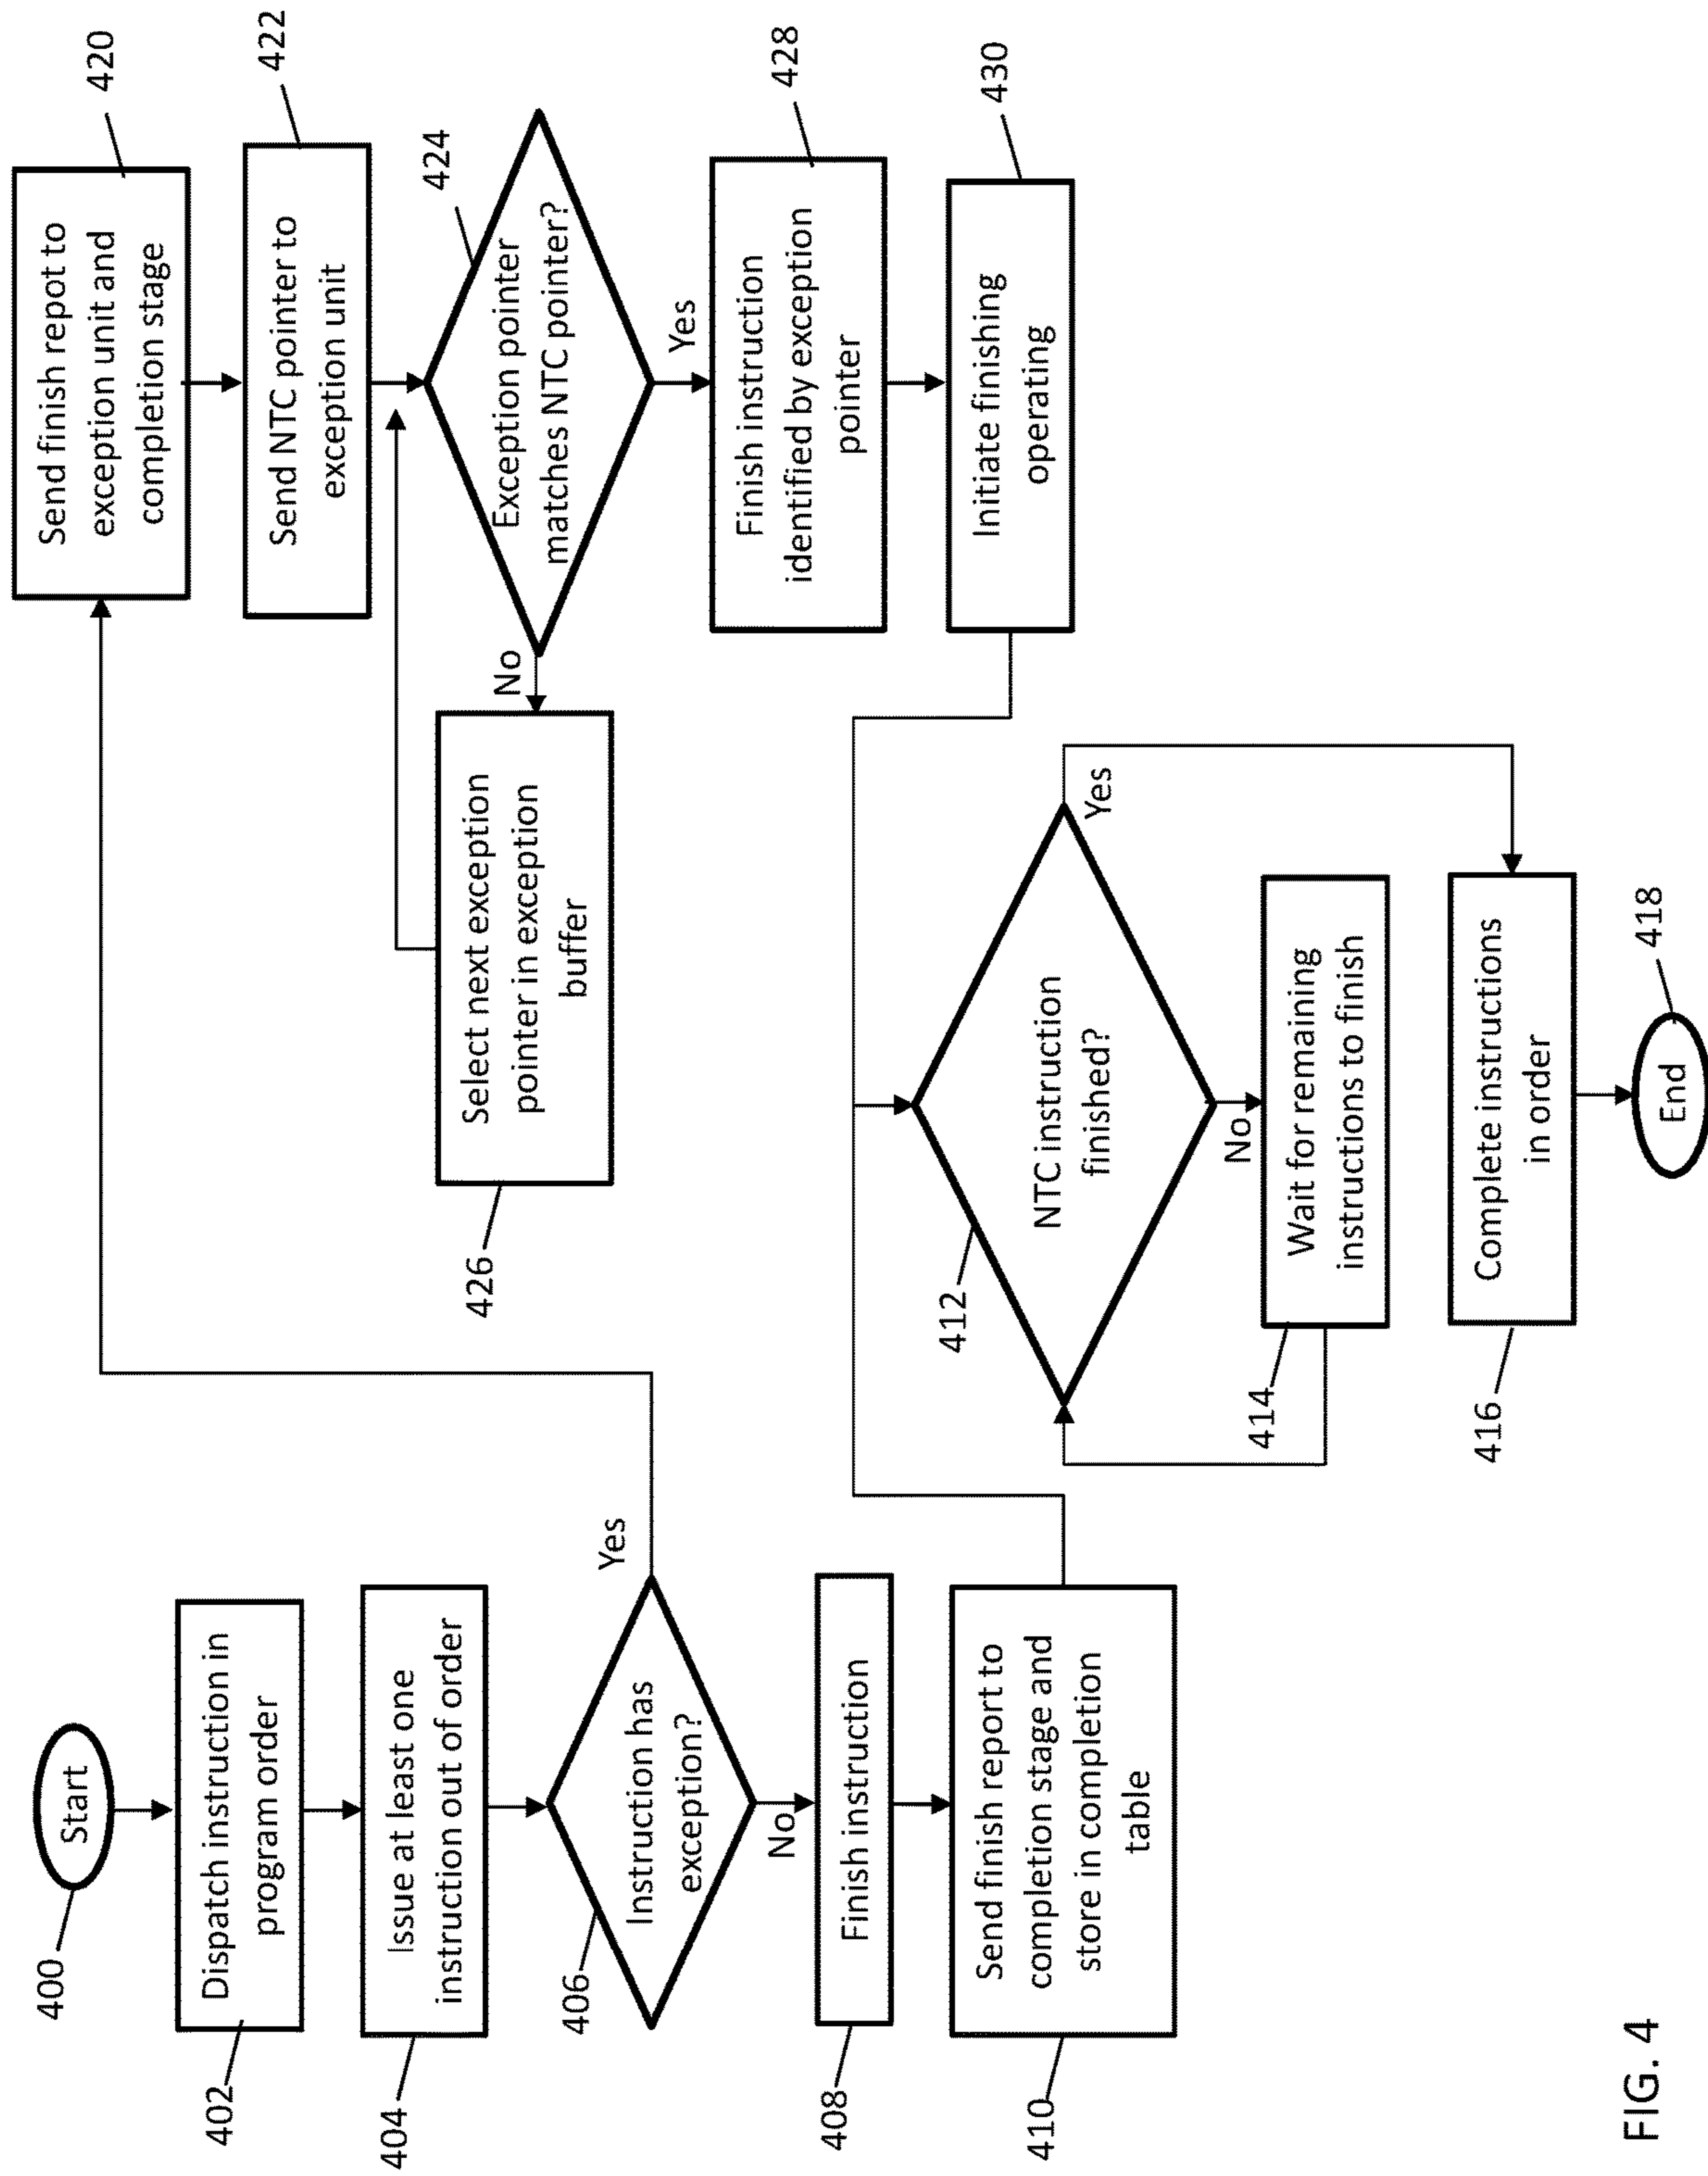 400
Start
402
Dispatch instruction in
program order
404
Issue at least one
instruction out of order
406
Instruction has
exception?
Yes
No
408
Finish instruction
410
Send finish report to
completion stage and
store in completion
table
412
NTC instruction
finished?
Yes
No
414
Wait for remaining
instructions to finish
416
Complete instructions
in order
418
End
420
Send finish repot to
exception unit and
completion stage
422
Send NTC pointer to
exception unit
424
Exception pointer
matches NTC pointer?
No
Yes
426
Select next exception
pointer in exception
buffer
428
Finish instruction
identified by exception
pointer
430
Initiate finishing
operating
FIG. 4